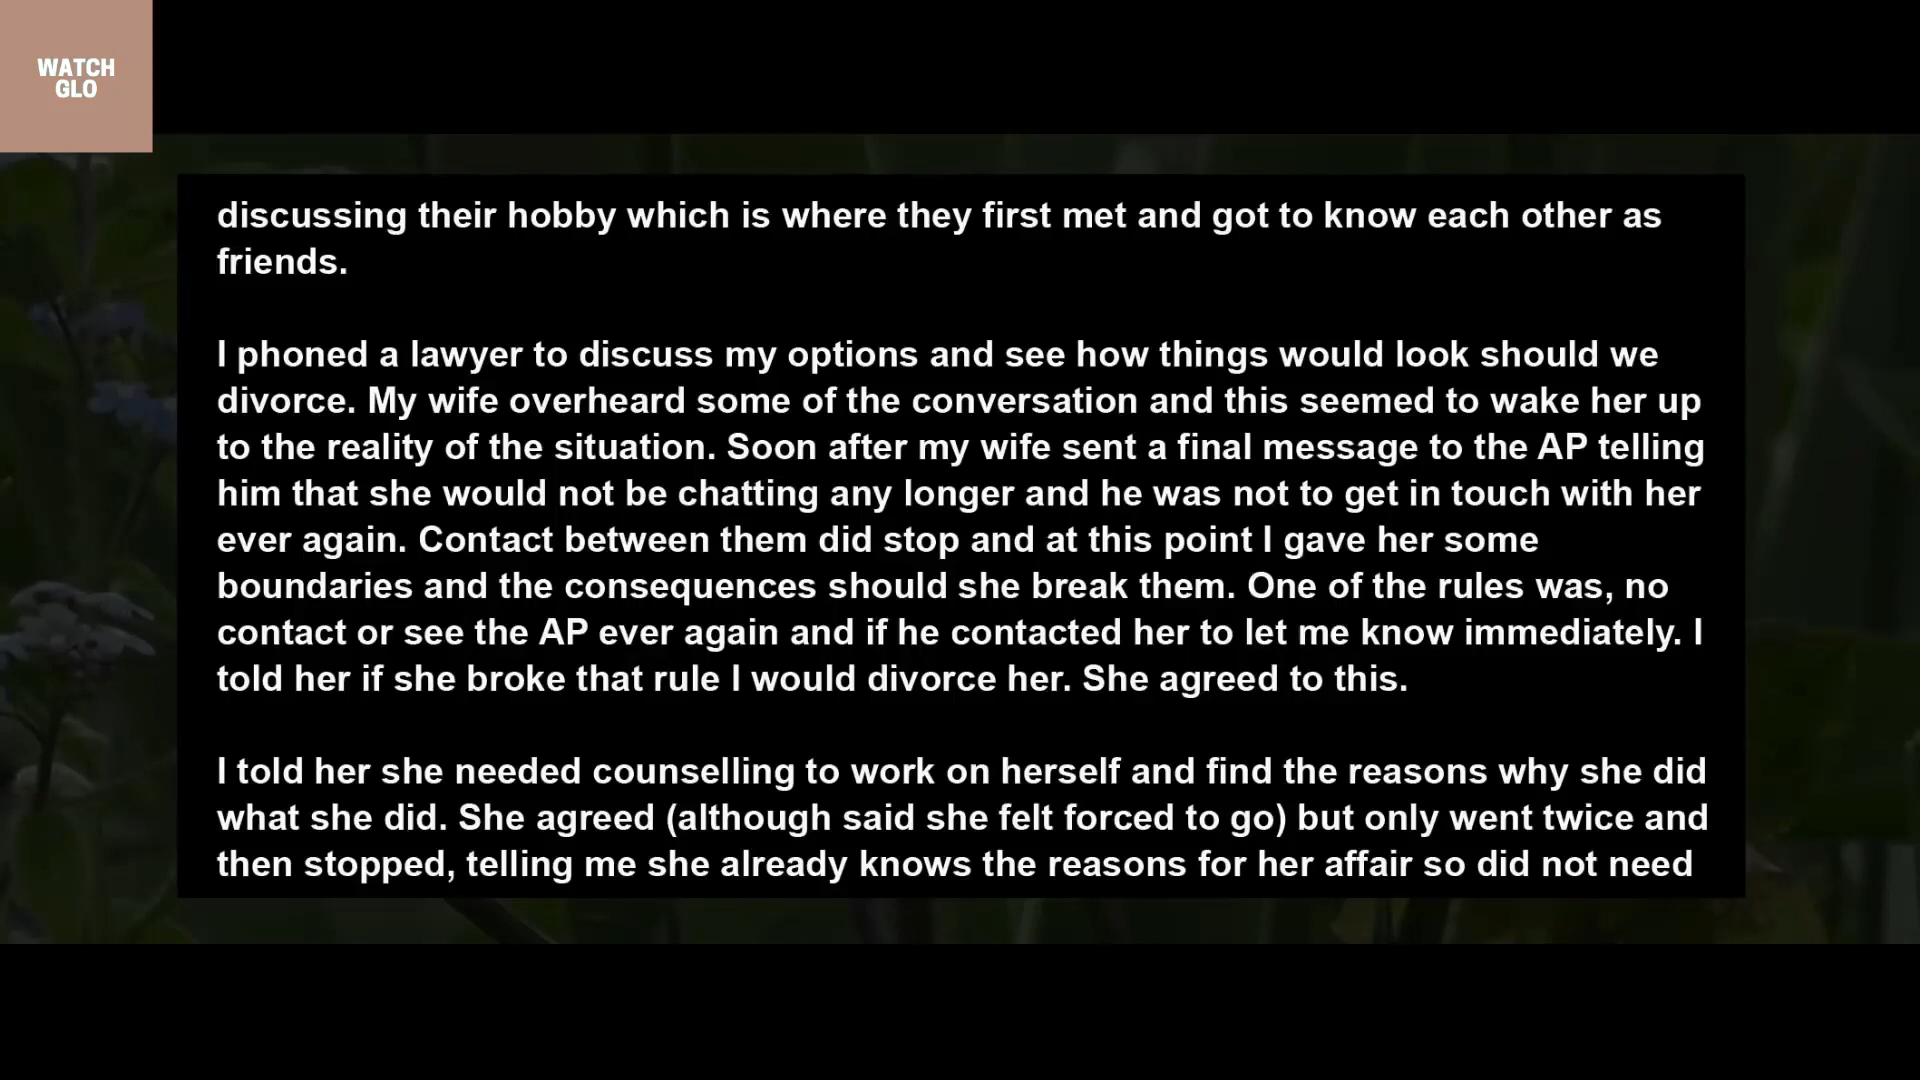 WATCH
GLO
discussing their hobby which is where they first met and got to know each other as
friends.
I phoned a lawyer to discuss my options and see how things would look should we
divorce. My wife overheard some of the conversation and this seemed to wake her up
to the reality of the situation. Soon after my wife sent a final message to the AP telling
him that she would not be chatting any longer and he was not to get in touch with her
ever again. Contact between them did stop and at this point I gave her some
boundaries and the consequences should she break them. One of the rules was, no
contact or see the AP ever again and if he contacted her to let me know immediately. I
told her if she broke that rule I would divorce her. She agreed to this.
I told her she needed counselling to work on herself and find the reasons why she did
what she did. She agreed (although said she felt forced to go) but only went twice and
then stopped, telling me she already knows the reasons for her affair so did not need